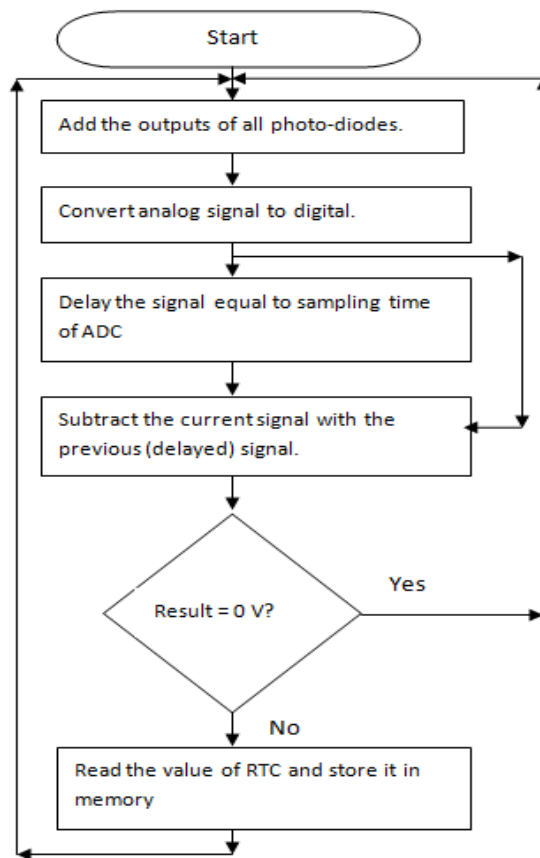 Start
Add the outputs of all photo-diodes.
Convert analog signal to digital.
Delay the signal equal to sampling time
of ADC
Subtract the current signal with the
previous (delayed) signal.
Result = 0 V?
Yes
No
Read the value of RTC and store it in
memory